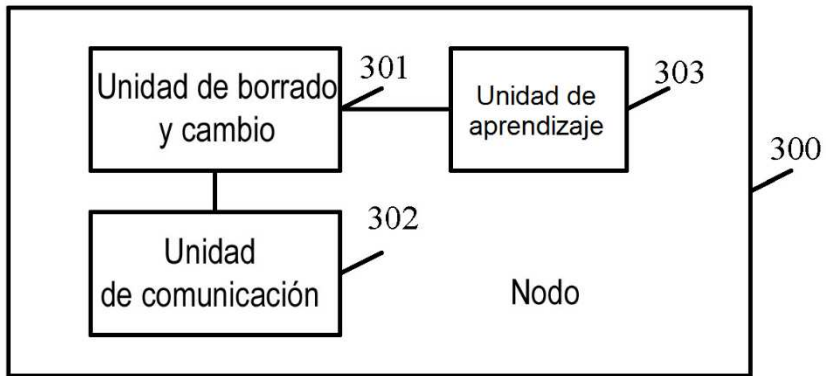 Unidad de borrado
y cambio
301
Unidad de
aprendizaje
303
300
Unidad
de comunicación
302
Nodo